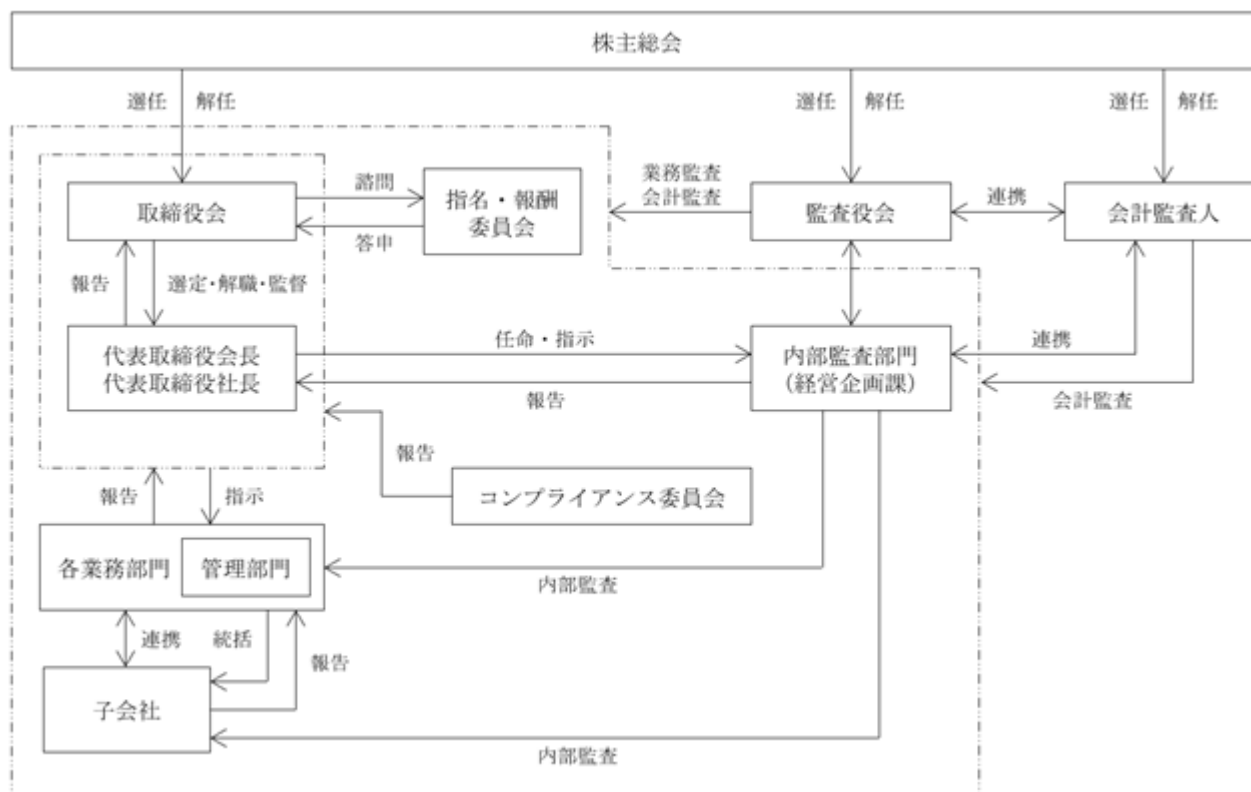 株主総会
選任 解任
選任 解任
選任 解任
取締役会
諮問
答申
指名・報酬
委員会
業務監査
会計監査
監査役会
連携
会計監査人
報告
選定・解職・監督
代表取締役会長
代表取締役社長
任命・指示
報告
内部監査部門
(経営企画課)
連携
会計監査
報告
コンプライアンス委員会
報告
指示
各業務部門
管理部門
内部監査
連携
統括
報告
子会社
内部監査